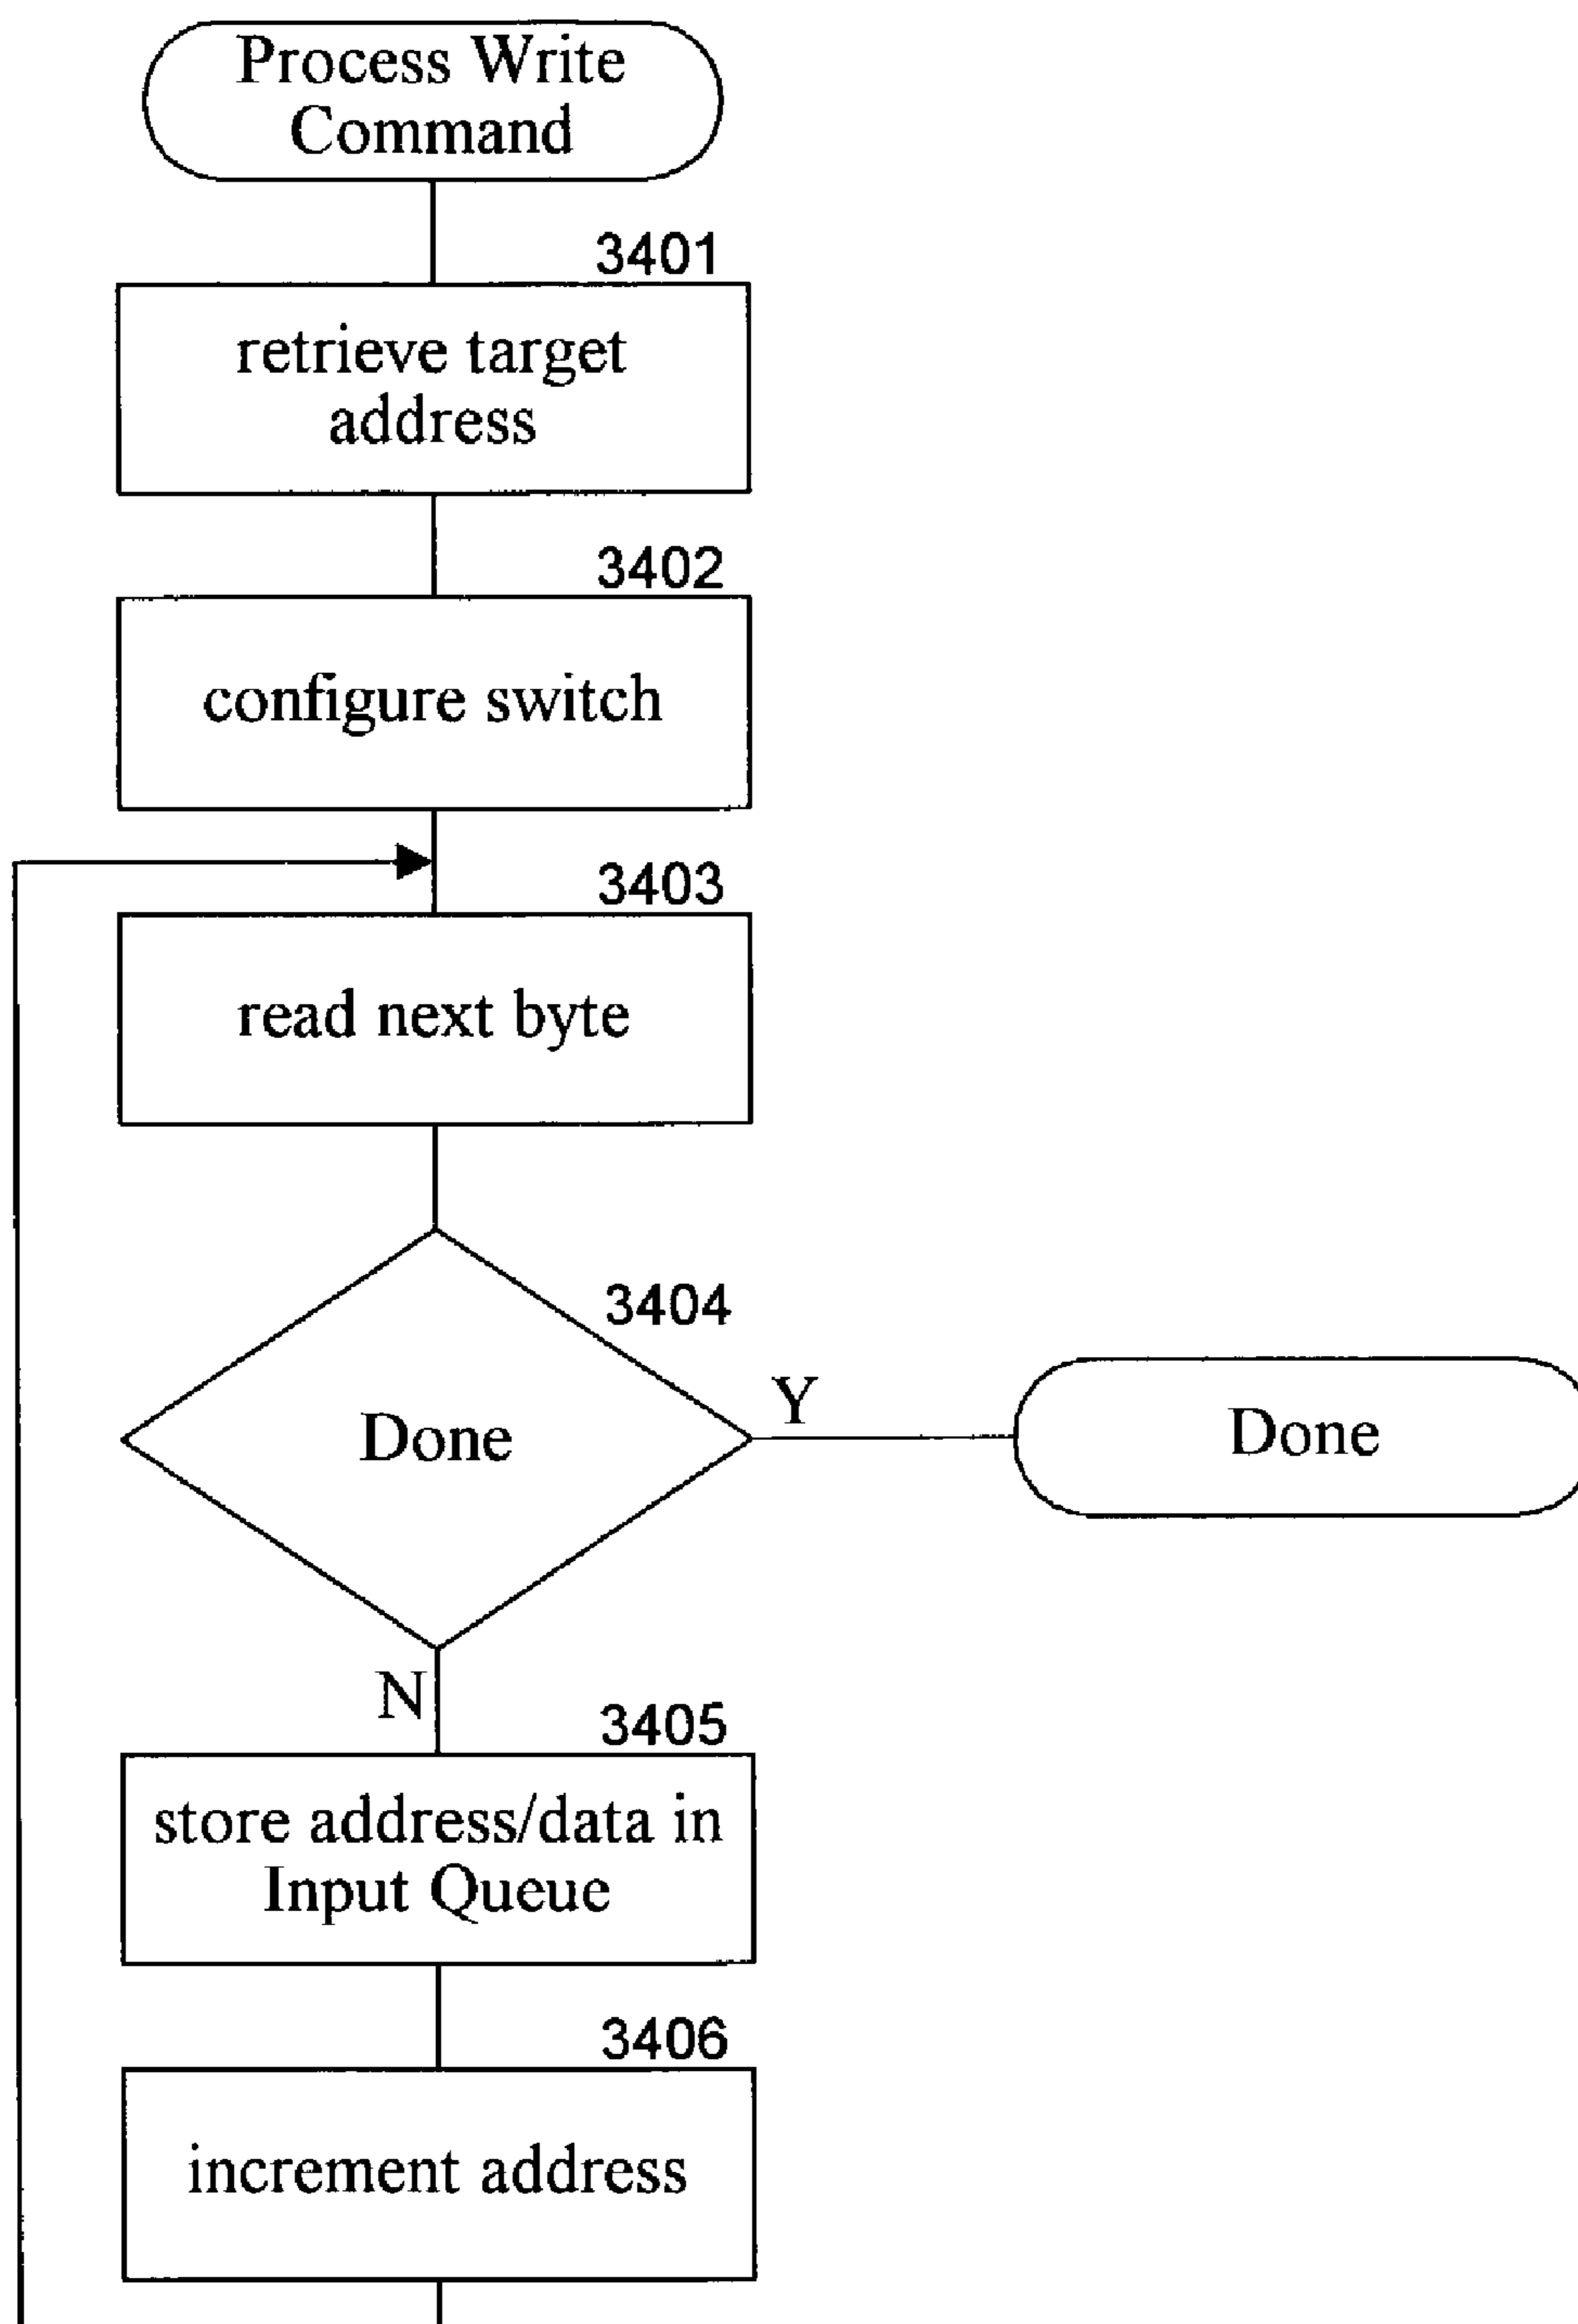 Process Write
Command
3401
retrieve target
address
3402
configure switch
3403
read next byte
3404
Done
Y
Done
N
3405
store address/data in
Input Queue
3406
increment address